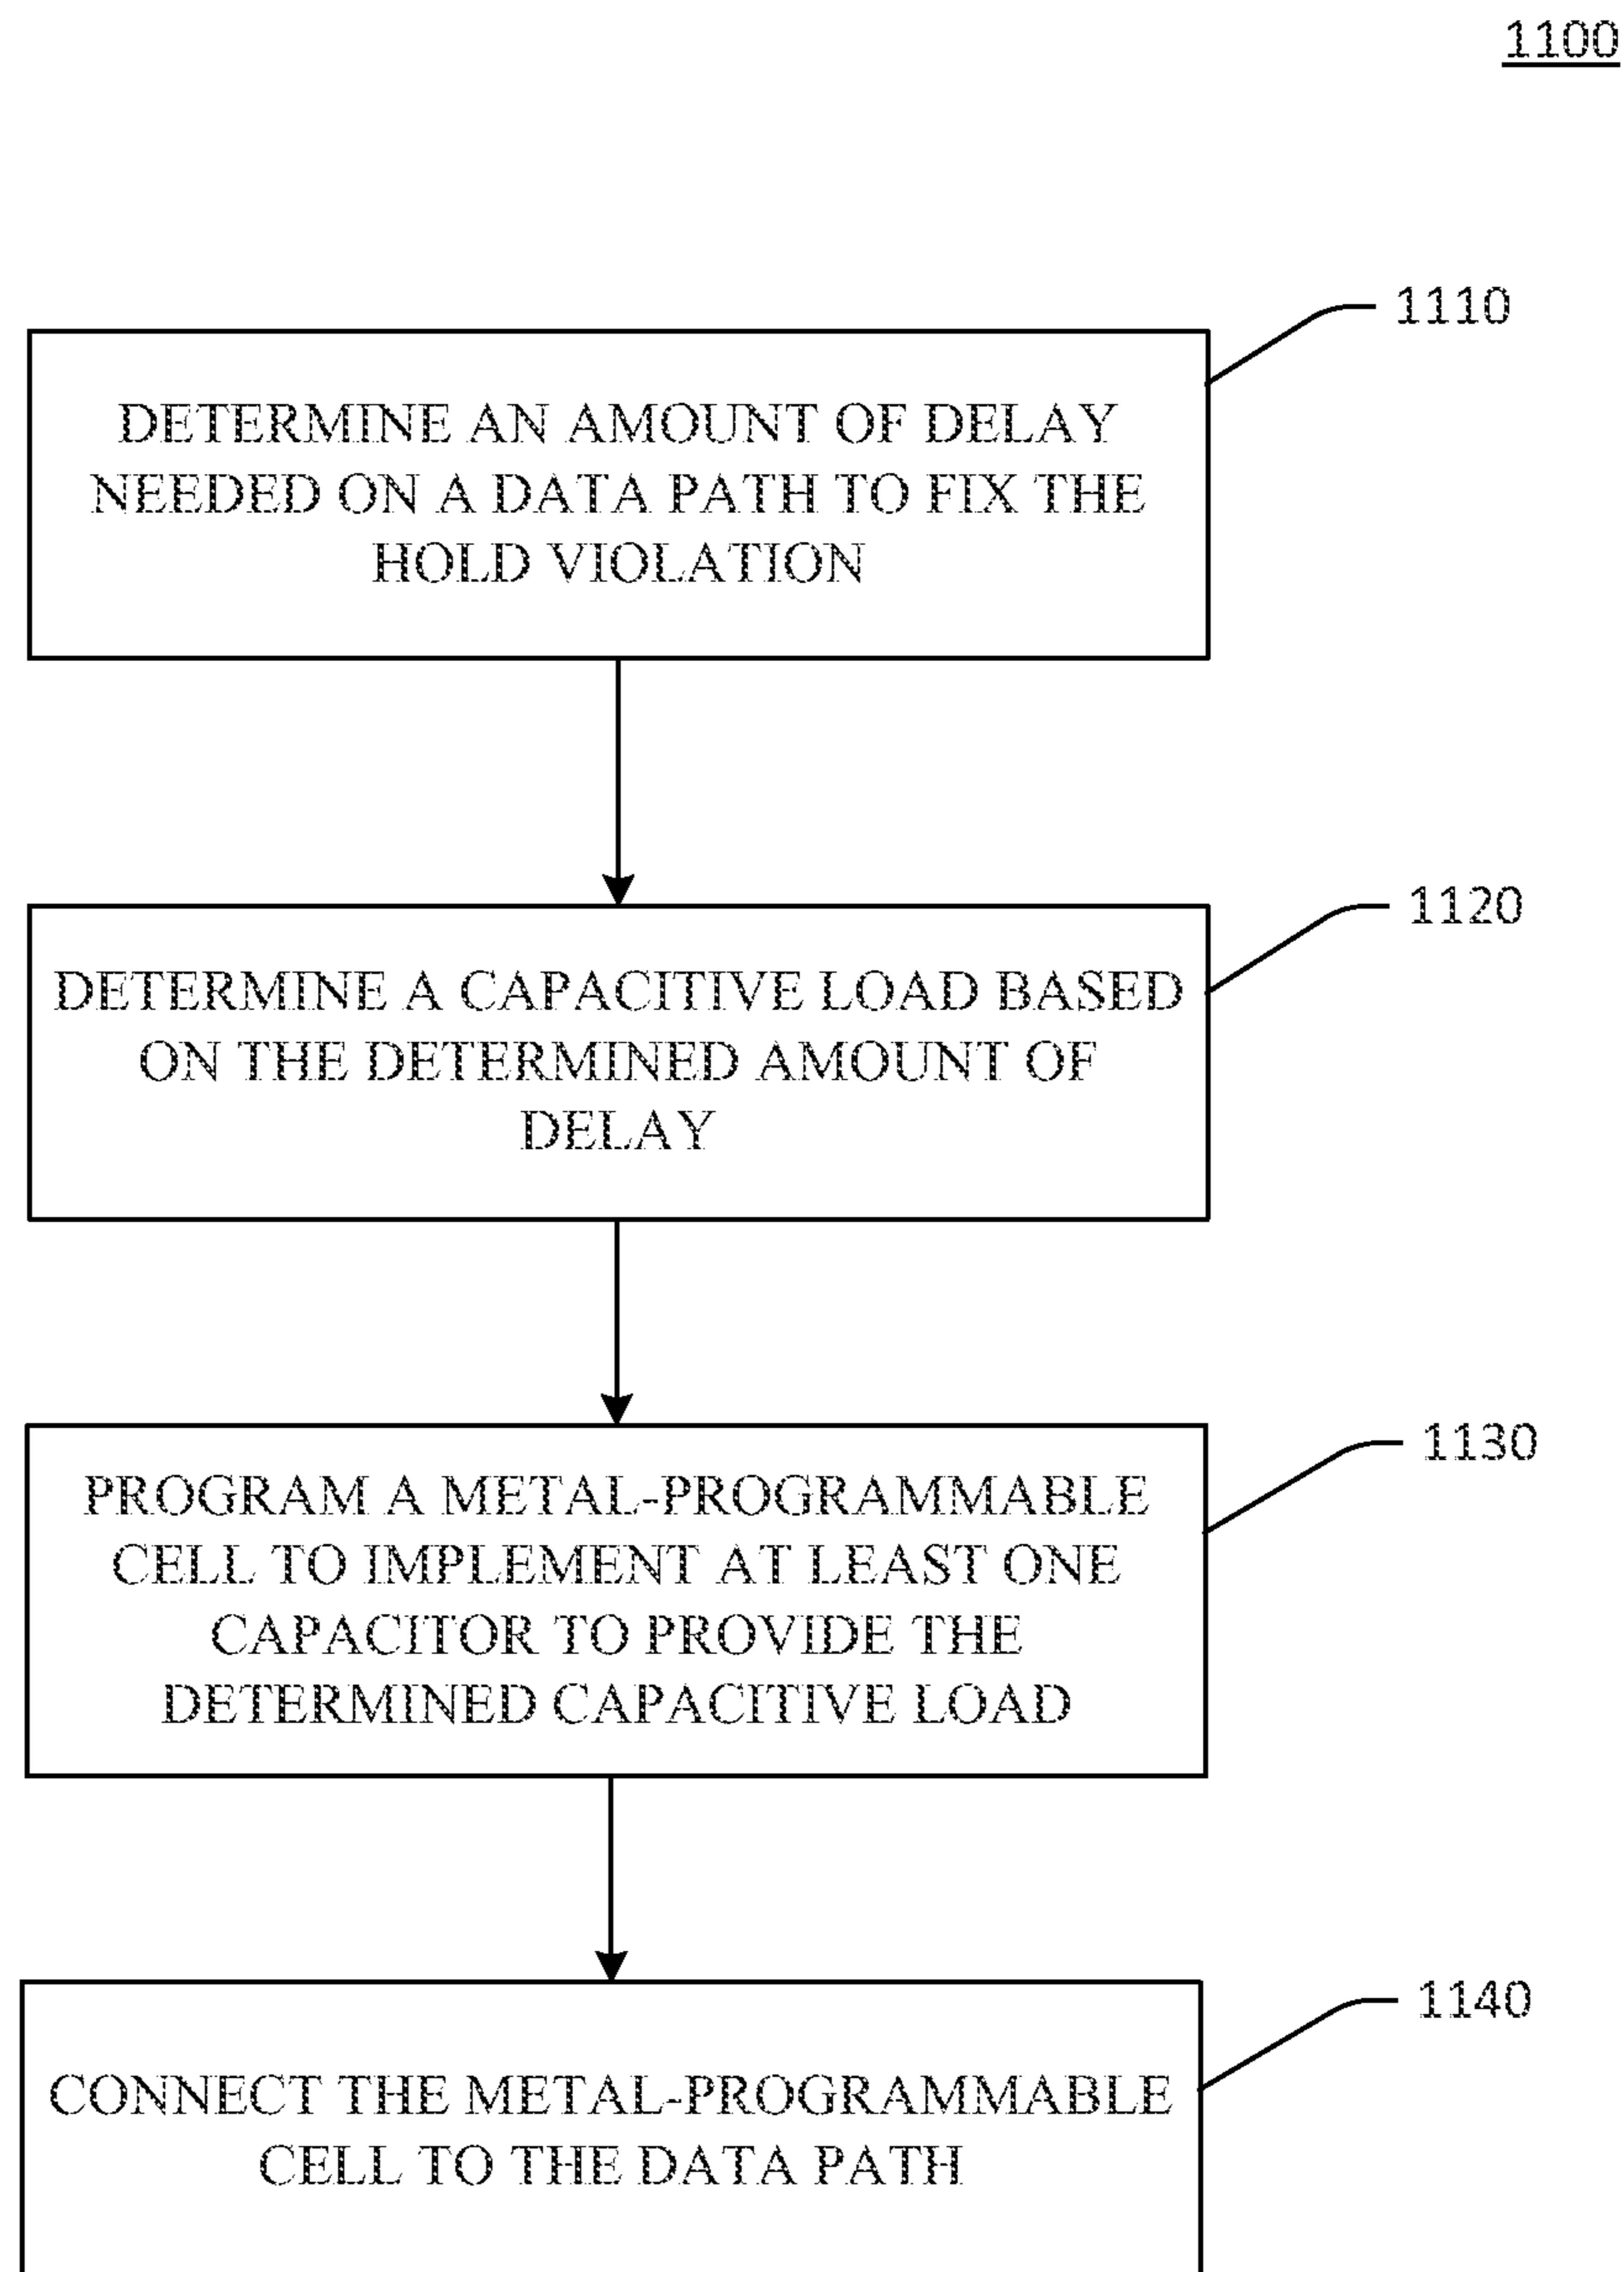 1100
1110
DETERMINE AN AMOUNT OF DELAY
NEEDED ON A DATA PATH TO FIX THE
HOLD VIOLATION
1120
DETERMINE A CAPACITIVE LOAD BASED
ON THE DETERMINED AMOUNT OF
DELAY
1130
PROGRAM A METAL-PROGRAMMABLE
CELL TO IMPLEMENT AT LEAST ONE
CAPACITOR TO PROVIDE THE
DETERMINED CAPACITIVE LOAD
1140
CONNECT THE METAL-PROGRAMMABLE
CELL TO THE DATA PATH